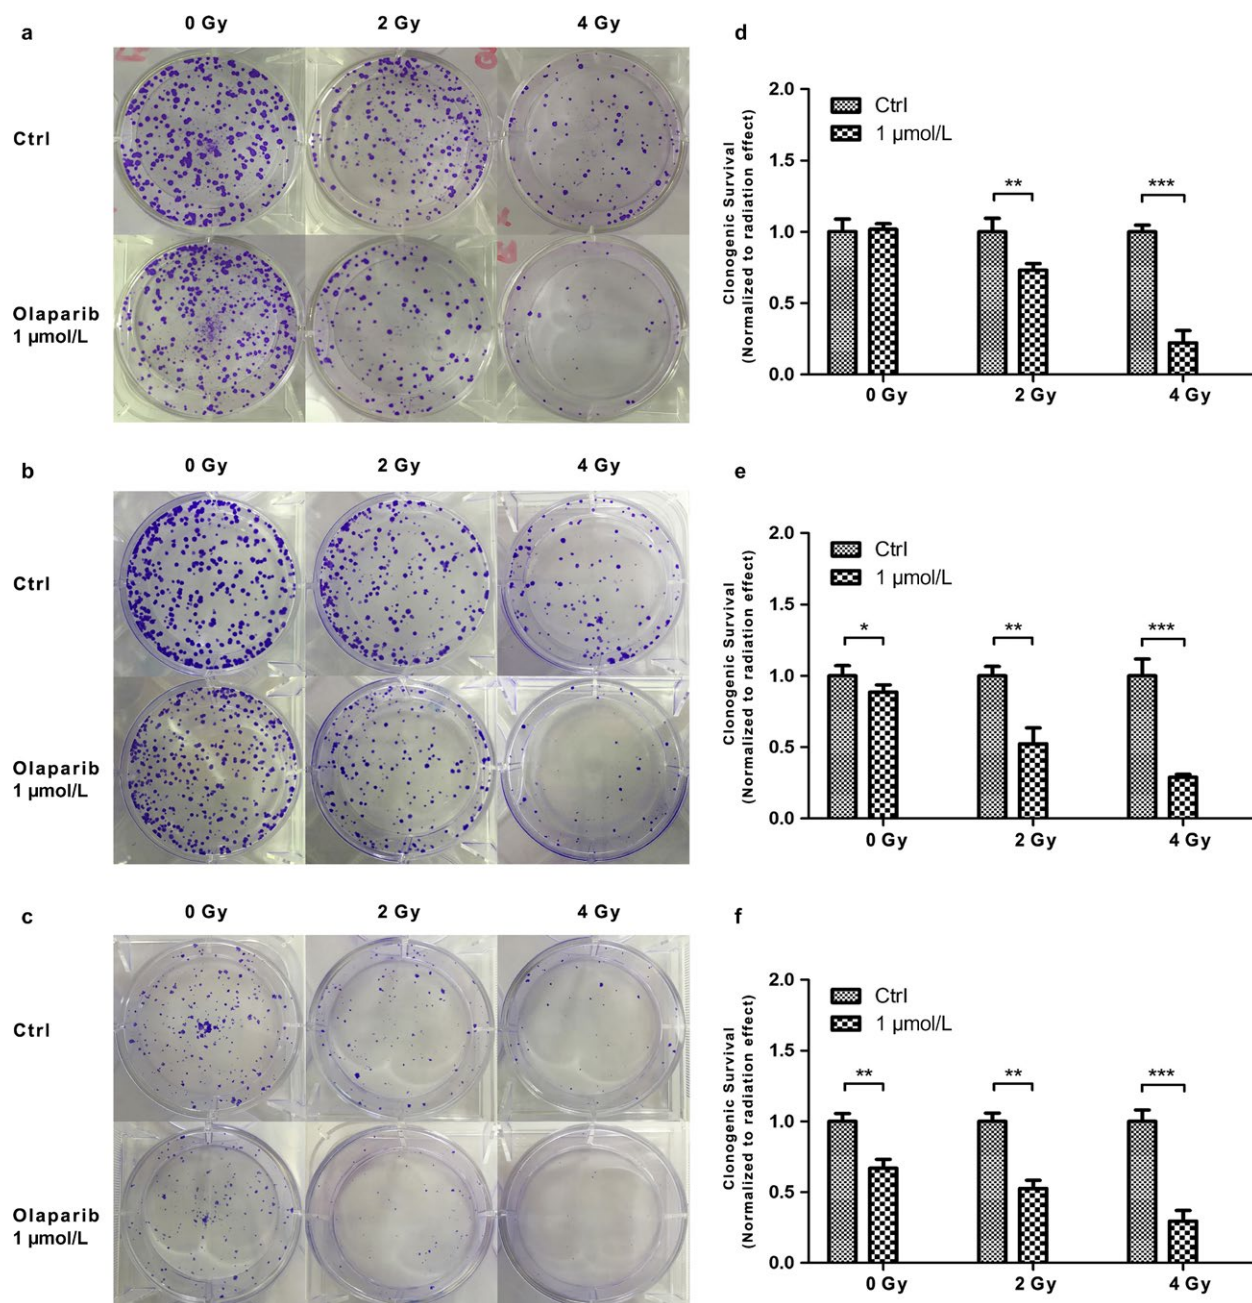 a
0 Gy
2 Gy
4 Gy
Ctrl
Olaparib
1 μmol/L
d
Clonogenic Survival
(Normalized to radiation effect)
2.0
1.5
1.0
0.5
0.0
Ctrl
1 μmol/L
**
***
0 Gy
2 Gy
4 Gy
b
0 Gy
2 Gy
4 Gy
Ctrl
Olaparib
1 μmol/L
e
Clonogenic Survival
(Normalized to radiation effect)
2.0
1.5
1.0
0.5
0.0
Ctrl
1 μmol/L
*
**
***
0 Gy
2 Gy
4 Gy
c
0 Gy
2 Gy
4 Gy
Ctrl
Olaparib
1 μmol/L
f
Clonogenic Survival
(Normalized to radiation effect)
2.0
1.5
1.0
0.5
0.0
Ctrl
1 μmol/L
**
**
***
0 Gy
2 Gy
4 Gy